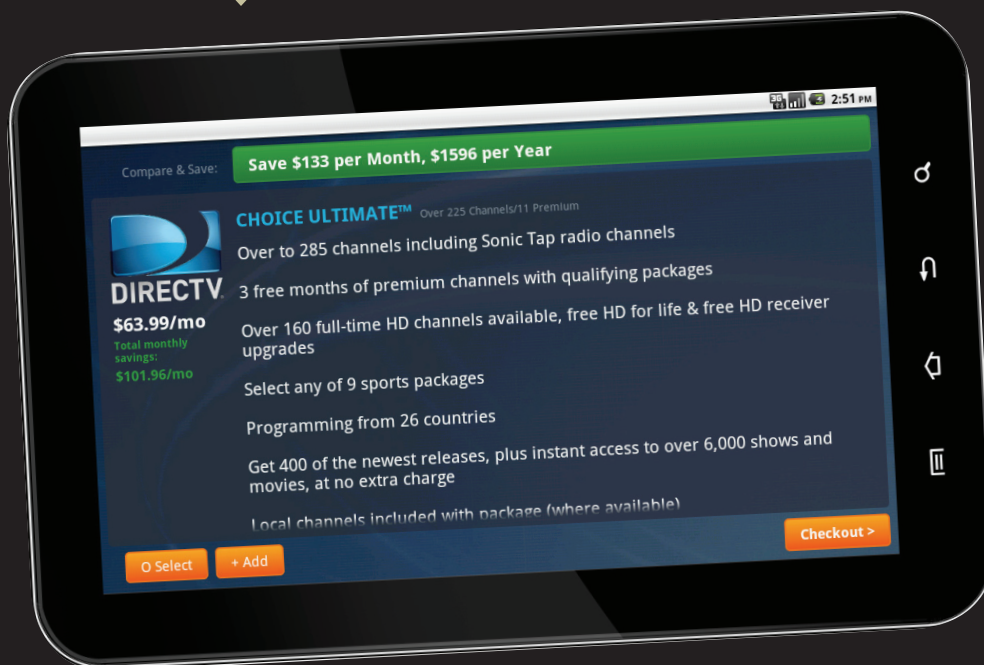 3G 2:51 PM
Compare & Save: Save $133 per Month, $1596 per Year
CHOICE ULTIMATE™ Over 225 Channels/11 Premium
DIRECTV
$63.99/mo
Total monthly
savings:
$101.96/mo
Over to 285 channels including Sonic Tap radio channels
3 free months of premium channels with qualifying packages
Over 160 full-time HD channels available, free HD for life & free HD receiver
upgrades
Select any of 9 sports packages
Programming from 26 countries
Get 400 of the newest releases, plus instant access to over 6,000 shows and
movies, at no extra charge
Local channels included with package (where available)
O Select + Add Checkout >